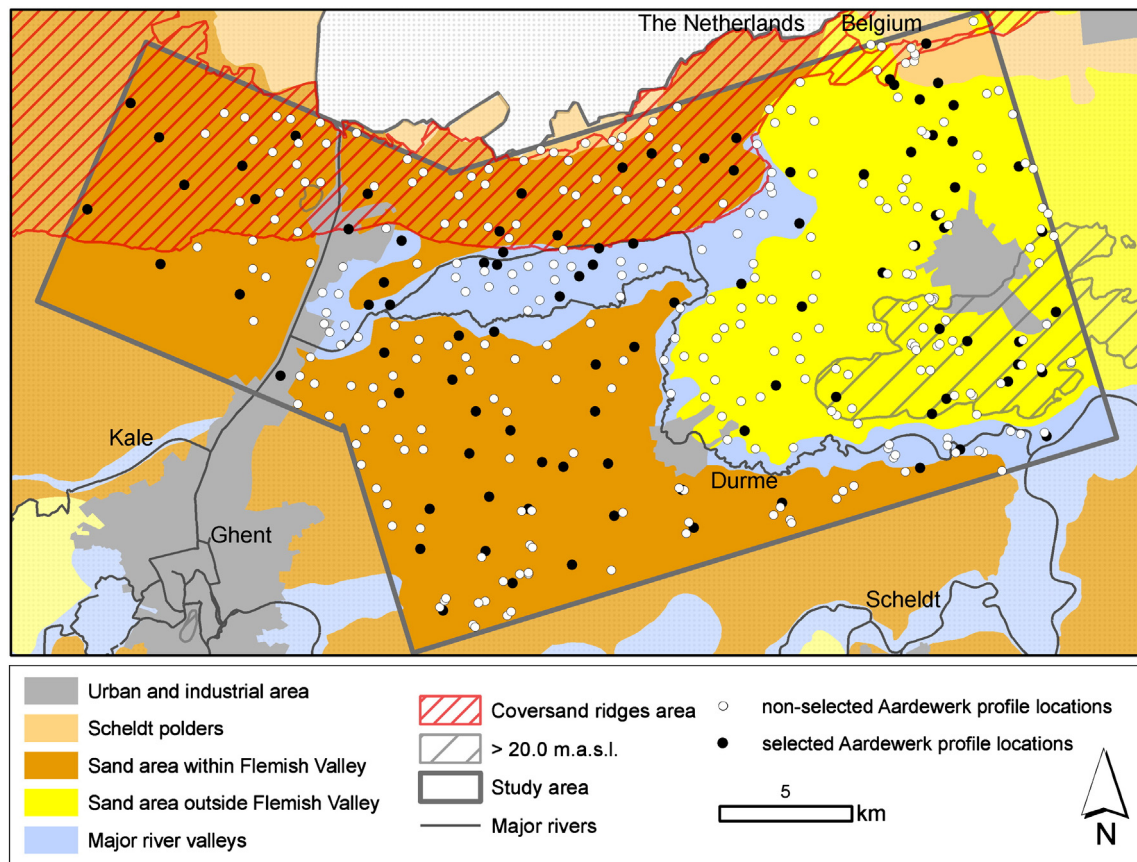 The Netherlands Belgium
Kale
Ghent
Durme
Scheldt
Urban and industrial area
Scheldt polders
Sand area within Flemish Valley
Sand area outside Flemish Valley
Major river valleys
Coversand ridges area
> 20.0 m.a.s.l.
Study area
Major rivers
non-selected Aardewerk profile locations
selected Aardewerk profile locations
5
km
N